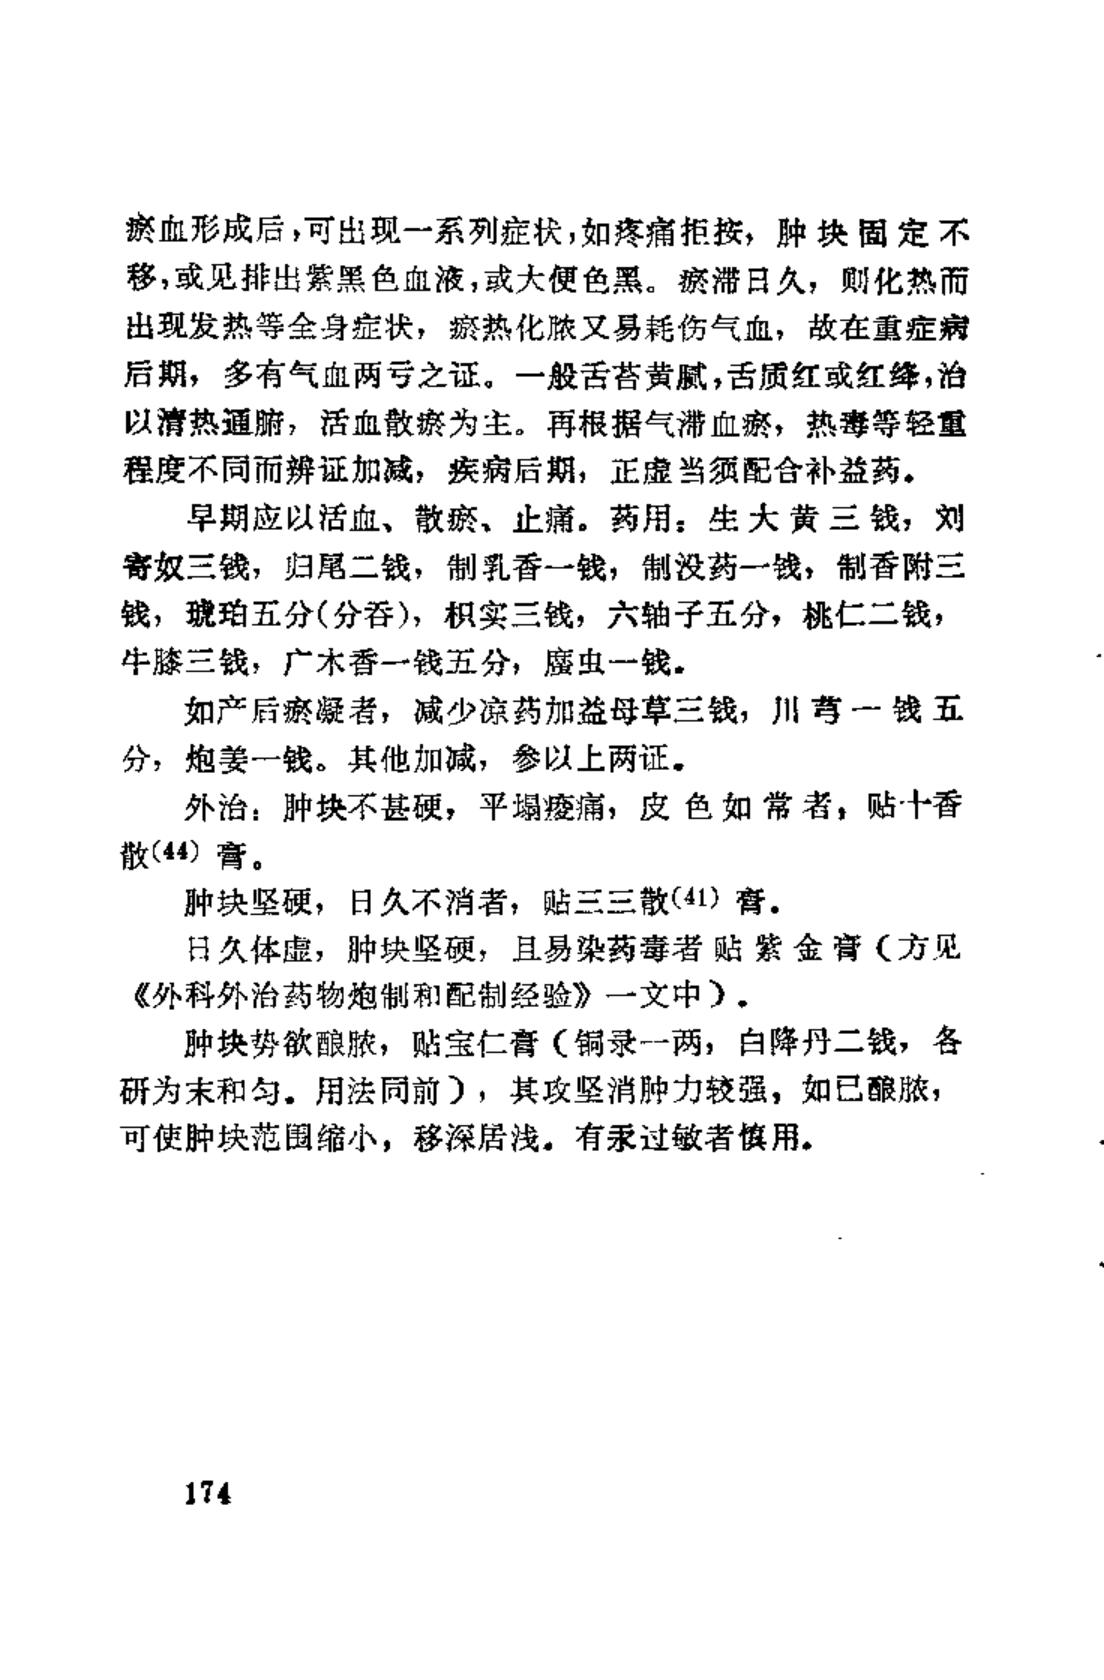 瘀血形成后，可出现一系列症状，如疼痛拒按，肿块固定不
移，或见排出紫黑色血液，或大便色黑。瘀滞日久，则化热而
出现发热等全身症状，瘀热化脓又易耗伤气血，故在重症病
后期，多有气血两亏之证。一般舌苔黄腻，舌质红或红绛，治
以清热通腑，活血散瘀为主。再根据气滞血瘀，热毒等轻重
程度不同而辨证加减，疾病后期，正虚当须配合补益药。
早期应以活血、散瘀、止痛。药用：生大黄三钱，刘
寄奴三钱，归尾二钱，制乳香一钱，制没药一钱，制香附三
钱，琥珀五分（分吞），枳实三钱，六轴子五分，桃仁二钱，
牛膝三钱，广木香一钱五分，䗪虫一钱。
如产后瘀凝者，减少凉药加益母草三钱，川芎一钱五
分，炮姜一钱。其他加减，参以上两证。
外治：肿块不甚硬，平塌痠痛，皮色如常者，贴十香
散(44)膏。
肿块坚硬，日久不消者，贴三三散(41)膏。
日久体虚，肿块坚硬，且易染药毒者贴紫金膏（方见
《外科外治药物炮制和配制经验》一文中）。
肿块势欲酿脓，贴宝仁膏（铜录一两，白降丹二钱，各
研为末和匀。用法同前），其攻坚消肿力较强，如已酿脓，
可使肿块范围缩小，移深居浅。有汞过敏者慎用。
174